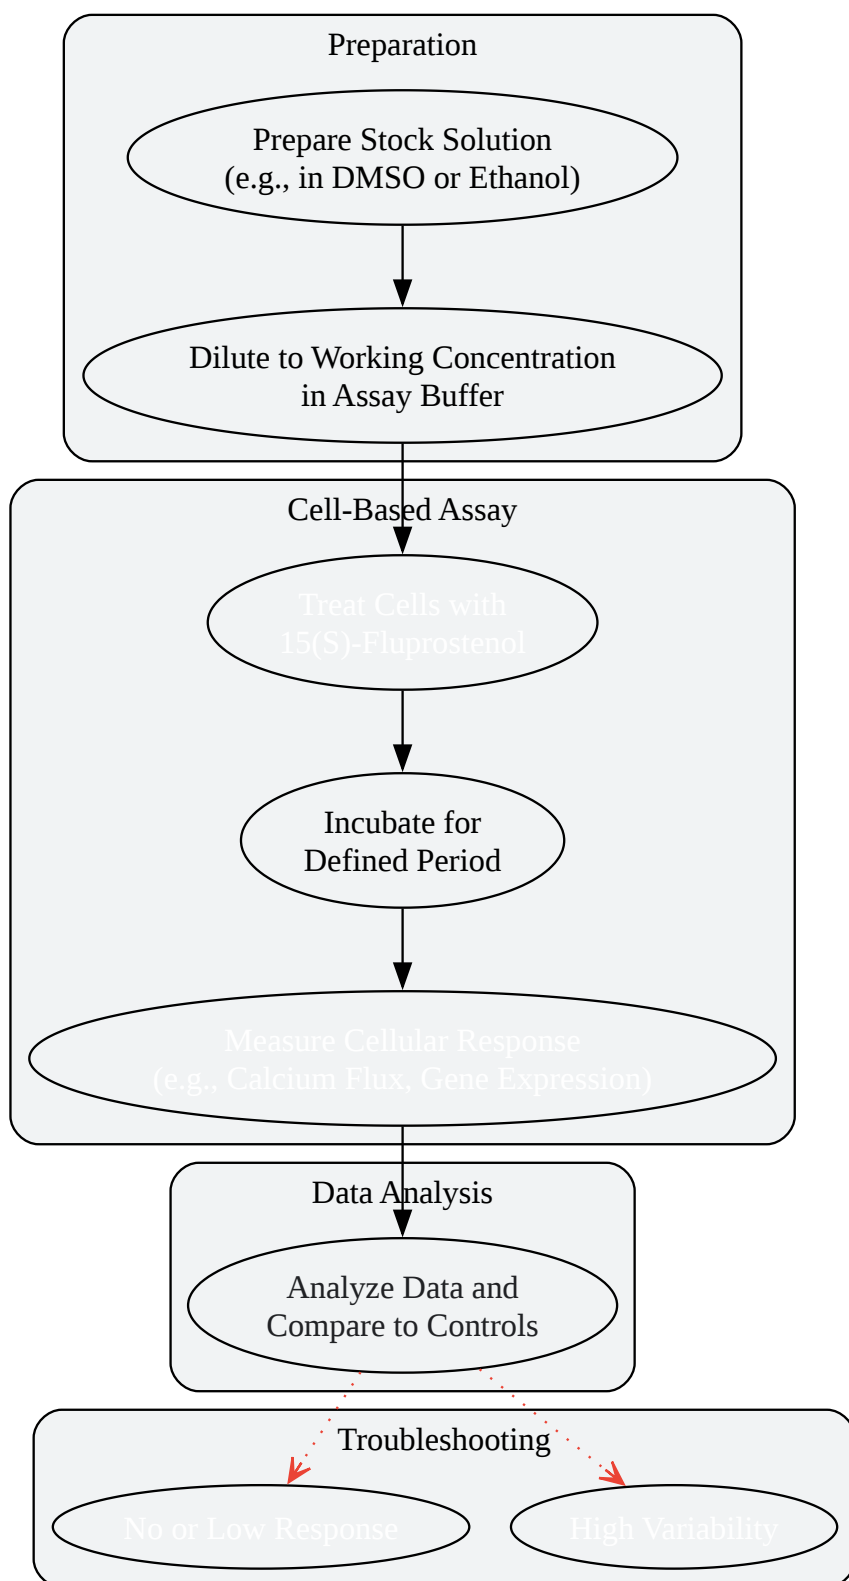 Preparation
Prepare Stock Solution
(e.g., in DMSO or Ethanol)
Dilute to Working Concentration
in Assay Buffer
Cell-Based Assay
Treat Cells with
15(S)-Fluprostenol
Incubate for
Defined Period
Measure Cellular Response
(e.g., Calcium Flux, Gene Expression)
Data Analysis
Analyze Data and
Compare to Controls
Troubleshooting
No or Low Response
High Variability